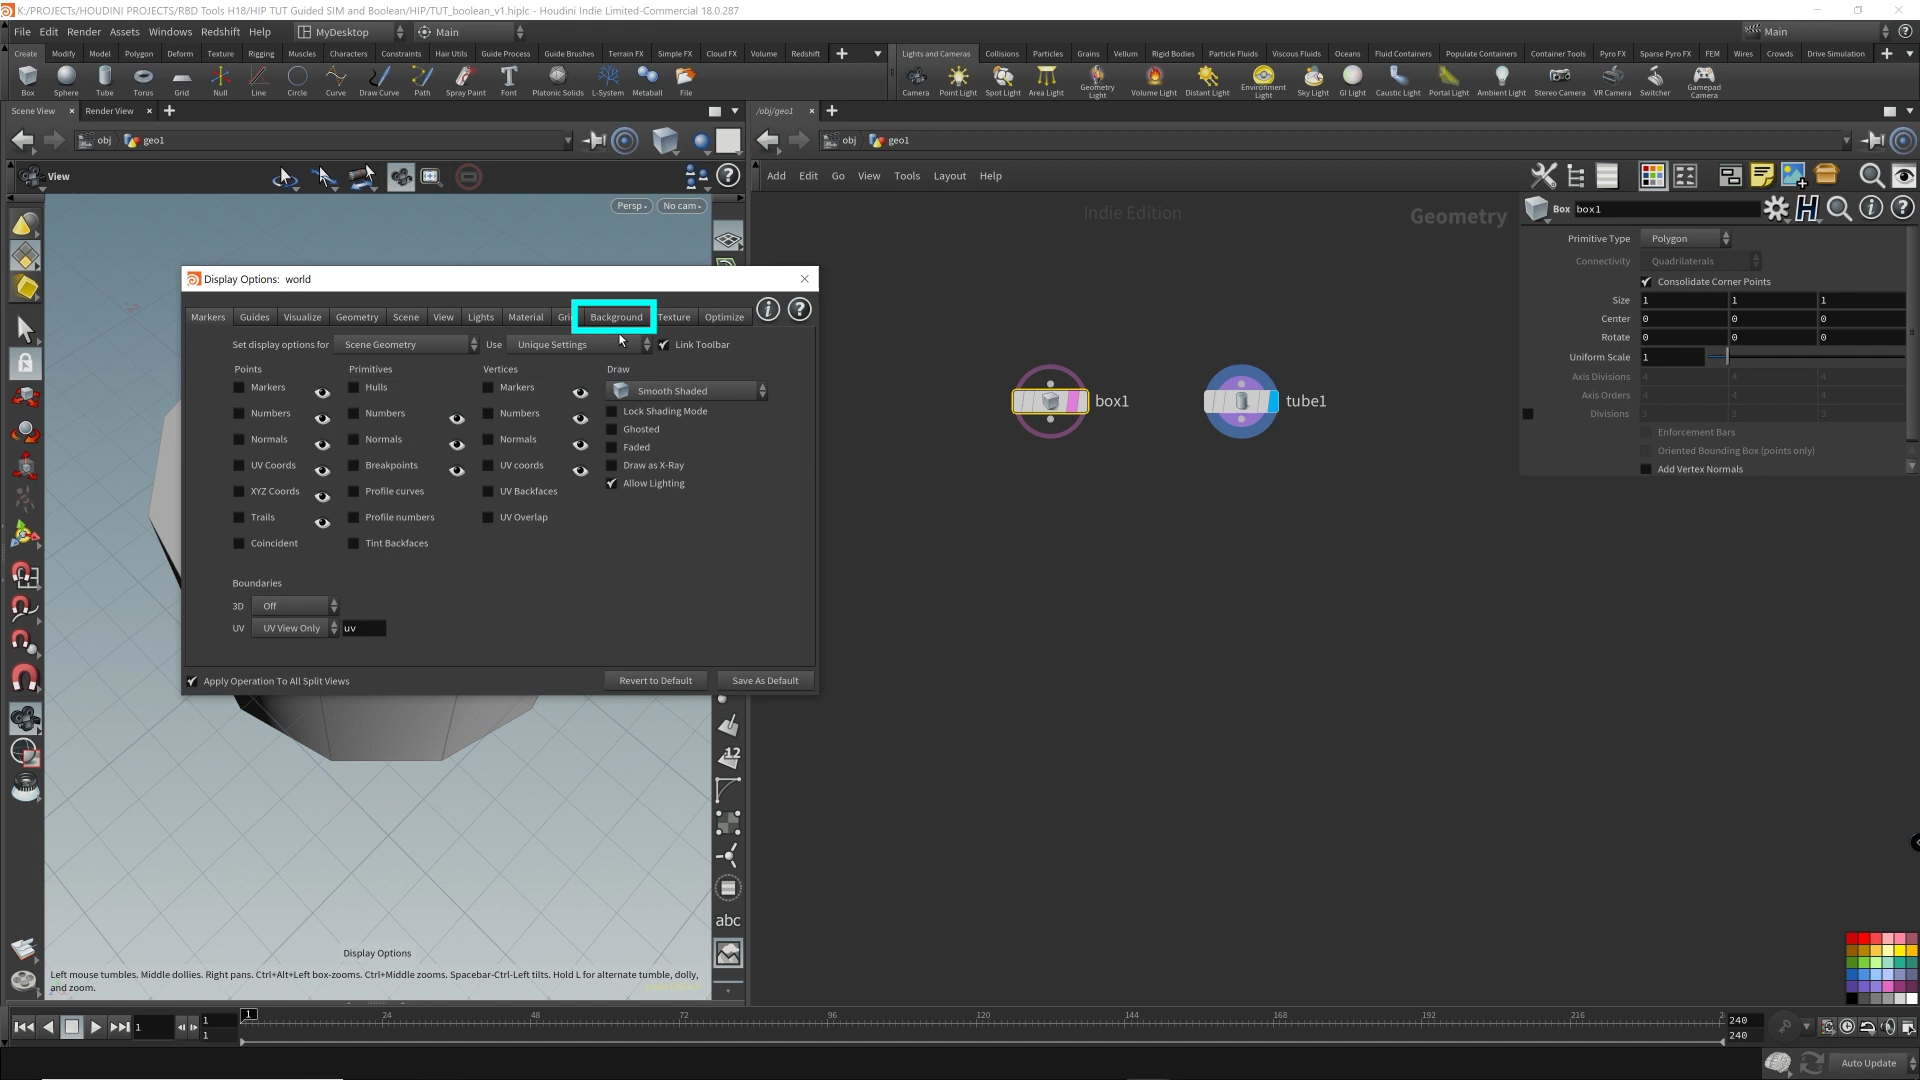 K:/PROJECTs/HOUDINI PROJECTS/RBD Tools H18/HIP TUT Guided SIM and Boolean/HIP/TUT_boolean_v1.hiplc - Houdini Indie Limited-Commercial 18.0.287
File Edit Render Assets Windows Redshift Help MyDesktop Main Main
Create Modify Model Polygon Deform Texture Rigging Muscles Characters Constraints Hair Utils Guide Process Guide Brushes Terrain FX Simple FX Cloud FX Volume Redshift
Lights and Cameras Collisions Particles Grains Vellum Rigid Bodies Particle Fluids Viscous Fluids Oceans Fluid Containers Populate Containers Container Tools Pyro FX Sparse Pyro FX FEM Wires Crowds Drive Simulation
Box Sphere Tube Torus Grid Null Line Circle Curve Draw Curve Path Spray Paint Font Platonic Solids L-System Metaball File
Camera Point Light Spot Light Area Light Geometry Light Volume Light Distant Light Environment Light Sky Light GI Light Caustic Light Portal Light Ambient Light Stereo Camera VR Camera Switcher Gamepad Camera
Scene View Render View
/obj/geo1
obj geo1
obj geo1
View
Add Edit Go View Tools Layout Help
Persp No cam
Indie Edition
Geometry
Box box1
Primitive Type Polygon
Connectivity Quadrilaterals
Consolidate Corner Points
Size 1 1 1
Center 0 0 0
Rotate 0 0 0
Uniform Scale 1
Axis Divisions 4 4 4
Axis Orders 4 4 4
Divisions 3 3 3
Enforcement Bars
Oriented Bounding Box (points only)
Add Vertex Normals
box1
tube1
Display Options: world
Markers Guides Visualize Geometry Scene View Lights Material Background Texture Optimize
Set display options for Scene Geometry Use Unique Settings Link Toolbar
Points Primitives Vertices Draw
Markers Hulls Markers Smooth Shaded
Numbers Numbers Numbers Lock Shading Mode
Ghosted
Normals Normals Normals Faded
UV Coords Breakpoints UV coords Draw as X-Ray
XYZ Coords Profile curves UV Backfaces Allow Lighting
Trails Profile numbers UV Overlap
Coincident Tint Backfaces
Boundaries
3D Off
UV UV View Only uv
Apply Operation To All Split Views Revert to Default Save As Default
12
abc
Display Options
Left mouse tumbles. Middle dollies. Right pans. Ctrl+Alt+Left box-zooms. Ctrl+Middle zooms. Spacebar-Ctrl-Left tilts. Hold L for alternate tumble, dolly,
and zoom.
1 1 1 1 24 48 72 96 120 144 168 192 216 240
240
Auto Update